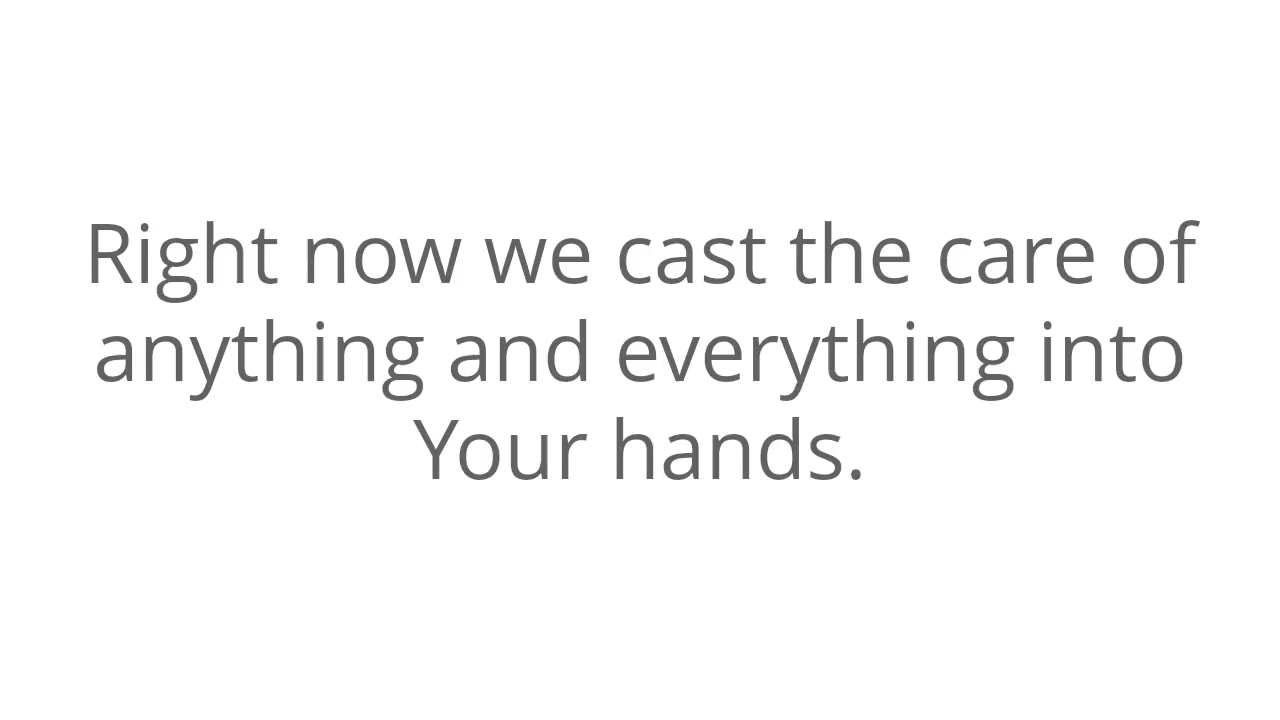 Right now we cast the care of
anything and everything into
Your hands.